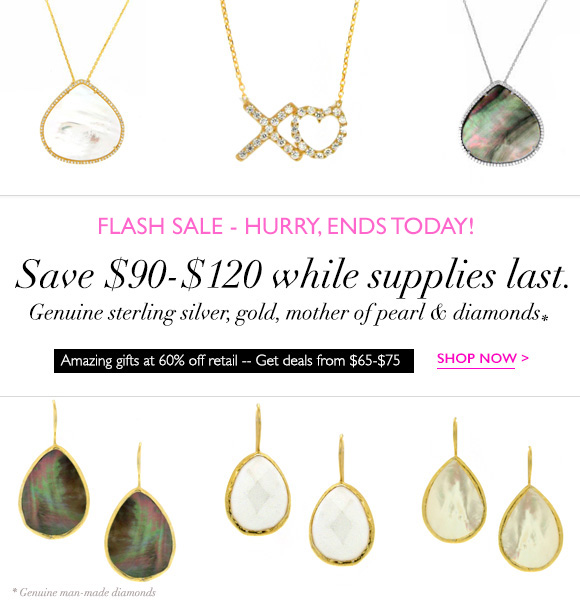 FLASH SALE - HURRY, ENDS TODAY!
Save $90-$120 while supplies last.
Genuine sterling silver, gold, mother of pearl & diamonds*
Amazing gifts at 60% off retail -- Get deals from $65-$75
SHOP NOW >
* Genuine man-made diamonds